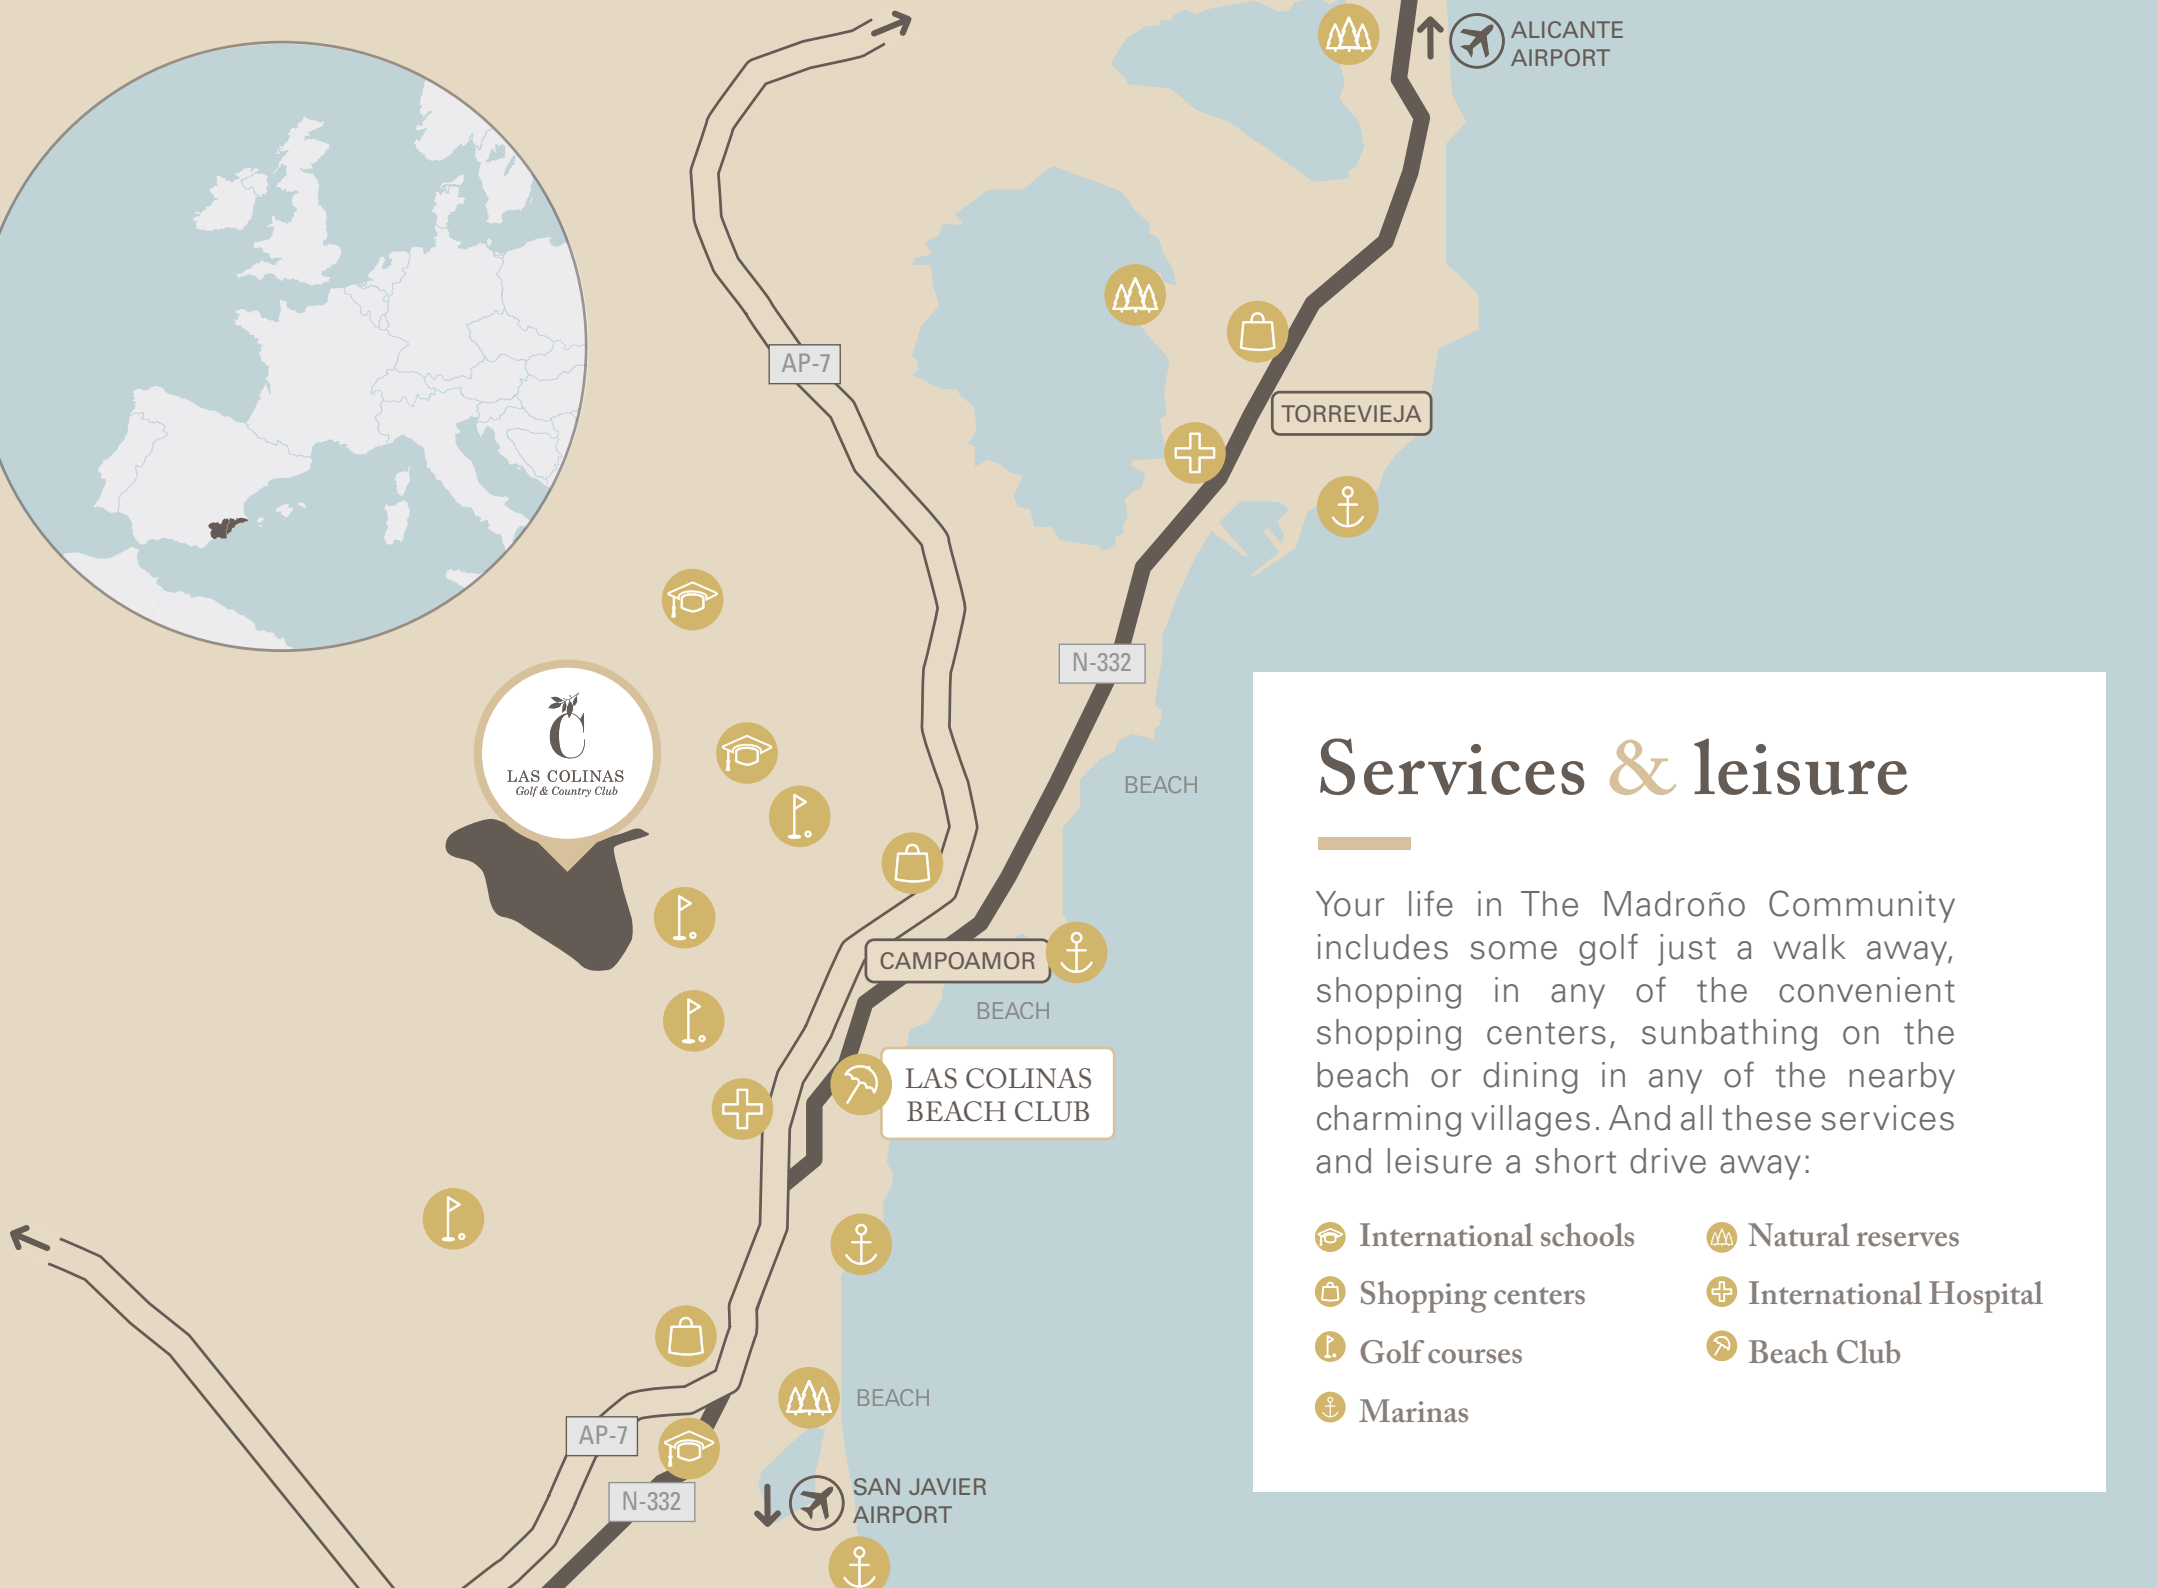 ALICANTE
AIRPORT
AP-7
TORREVIEJA
N-332
C
LAS COLINAS
Golf & Country Club
BEACH
CAMPOAMOR
BEACH
LAS COLINAS
BEACH CLUB
BEACH
AP-7
N-332
SAN JAVIER
AIRPORT
Services & leisure
Your life in The Madroño Community
includes some golf just a walk away,
shopping in any of the convenient
shopping centers, sunbathing on the
beach or dining in any of the nearby
charming villages. And all these services
and leisure a short drive away:
International schools
Shopping centers
Golf courses
Marinas
Natural reserves
International Hospital
Beach Club